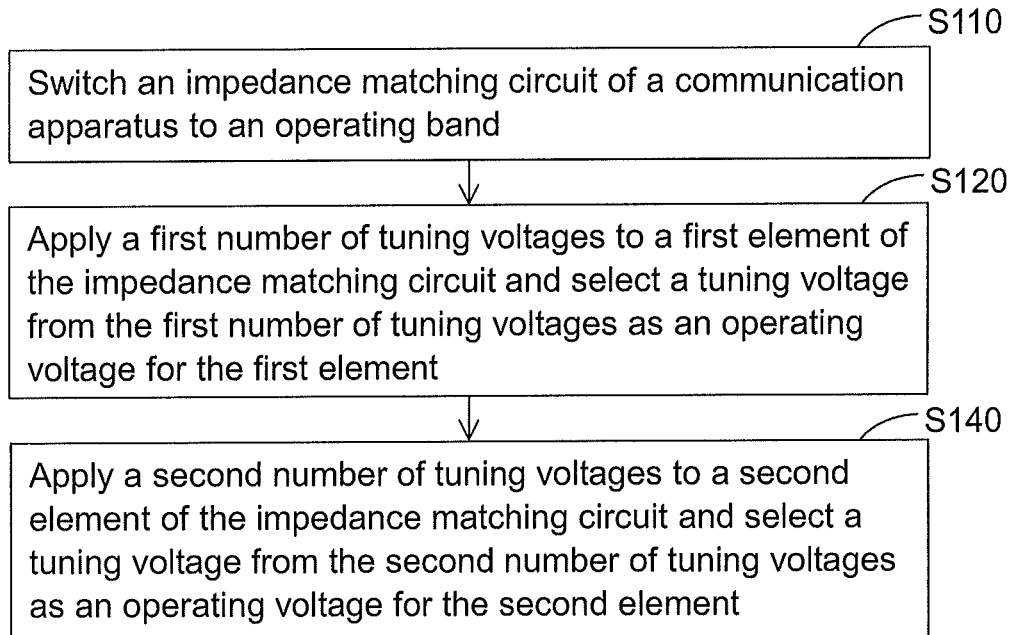 S110
Switch an impedance matching circuit of a communication
apparatus to an operating band
S120
Apply a first number of tuning voltages to a first element of
the impedance matching circuit and select a tuning voltage
from the first number of tuning voltages as an operating
voltage for the first element
S140
Apply a second number of tuning voltages to a second
element of the impedance matching circuit and select a
tuning voltage from the second number of tuning voltages
as an operating voltage for the second element